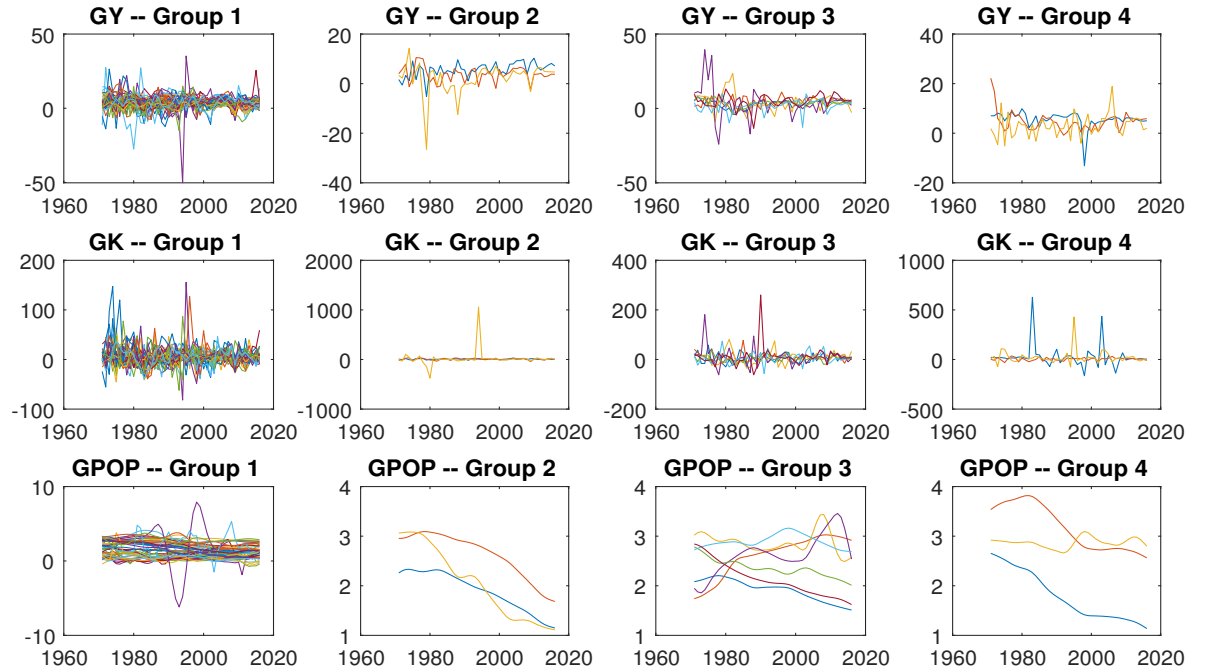 GY -- Group 1 GY -- Group 2 GY -- Group 3 GY -- Group 4
50 20 50 40
0 0 0 20
-50 -20 -50 0
-40 -20
1960 1980 2000 2020 1960 1980 2000 2020 1960 1980 2000 2020 1960 1980 2000 2020
GK -- Group 1 GK -- Group 2 GK -- Group 3 GK -- Group 4
200 2000 400 1000
100 1000 200 500
0 0 0 0
-100 -1000 -200 -500
1960 1980 2000 2020 1960 1980 2000 2020 1960 1980 2000 2020 1960 1980 2000 2020
GPOP -- Group 1 GPOP -- Group 2 GPOP -- Group 3 GPOP -- Group 4
10 4 4 4
0 3 3 3
-10 2 2 2
1 1 1
1960 1980 2000 2020 1960 1980 2000 2020 1960 1980 2000 2020 1960 1980 2000 2020